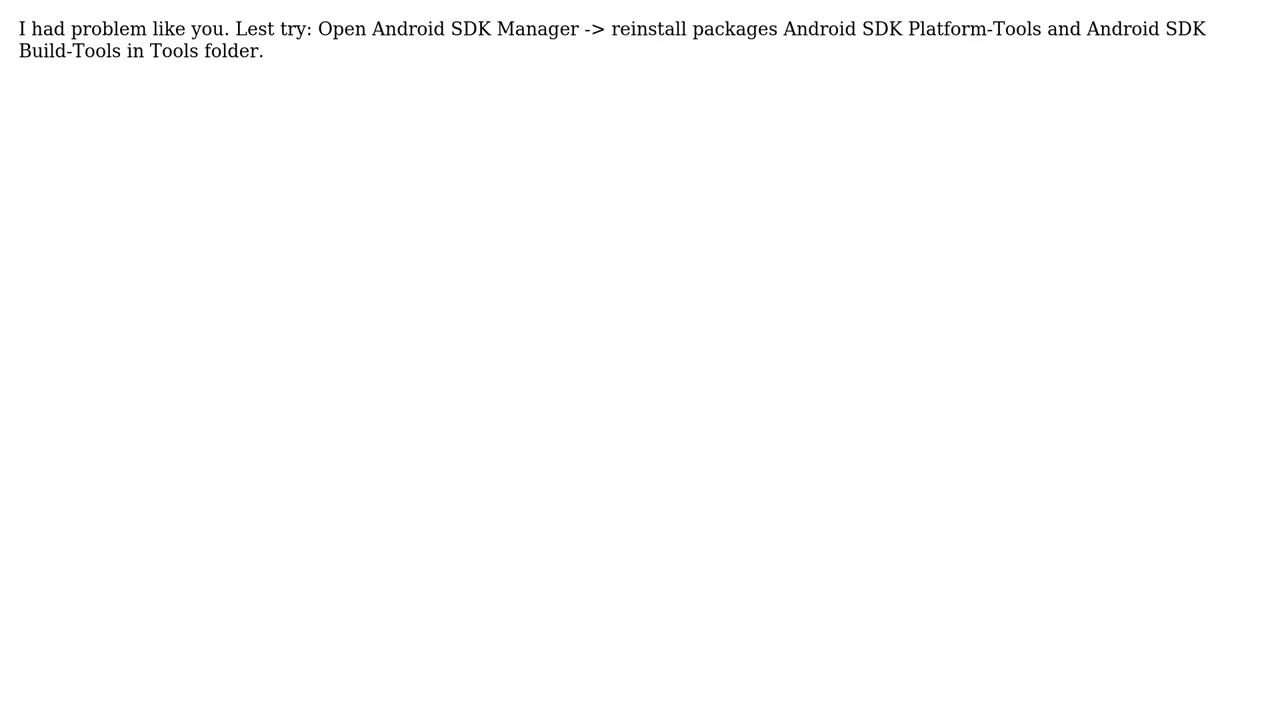 I had problem like you. Lest try: Open Android SDK Manager -> reinstall packages Android SDK Platform-Tools and Android SDK
Build-Tools in Tools folder.